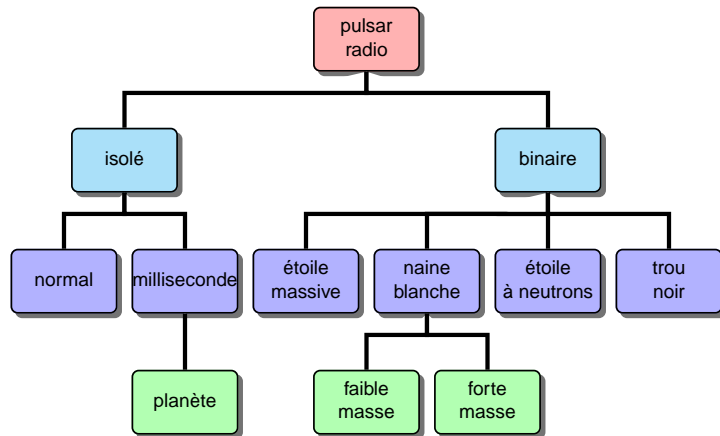 pulsar
radio
isolé
binaire
normal
milliseconde
étoile
massive
naine
blanche
étoile
à neutrons
trou
noir
planète
faible
masse
forte
masse